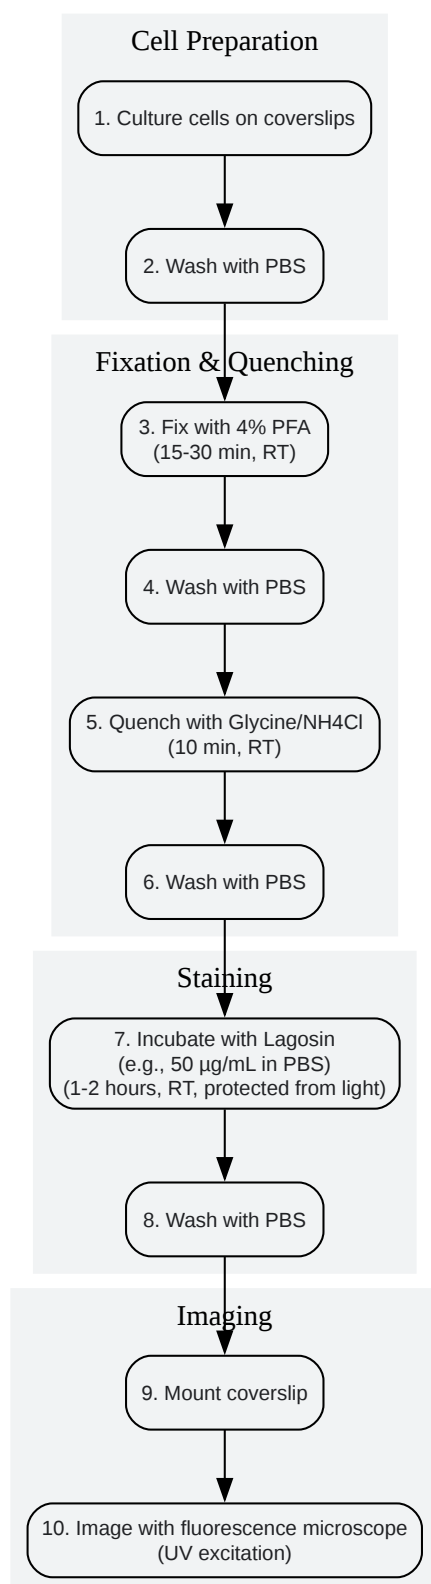 Cell Preparation
1. Culture cells on coverslips
2. Wash with PBS
Fixation & Quenching
3. Fix with 4% PFA
(15-30 min, RT)
4. Wash with PBS
5. Quench with Glycine/NH4Cl
(10 min, RT)
6. Wash with PBS
Staining
7. Incubate with Lagosin
(e.g., 50 µg/mL in PBS)
(1-2 hours, RT, protected from light)
8. Wash with PBS
Imaging
9. Mount coverslip
10. Image with fluorescence microscope
(UV excitation)